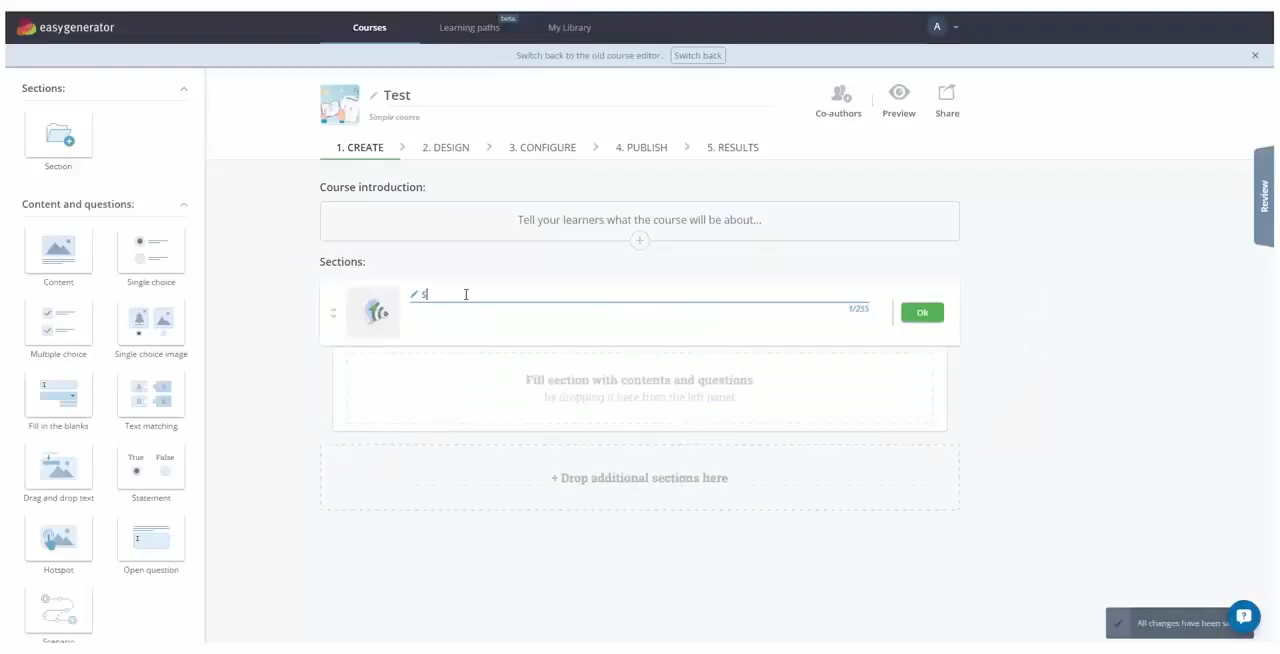 easygenerator
Courses
Learning paths
beta
My Library
A
Switch back to the old course editor.
Switch back
Sections:
Section
Content and questions:
Content
Single choice
Multiple choice
Single choice image
Fill in the blanks
Text matching
A
B
True False
Drag and drop text
Statement
Hotspot
Open question
Scenario
Test
Simple course
Co-authors
Preview
Share
1. CREATE
2. DESIGN
3. CONFIGURE
4. PUBLISH
5. RESULTS
Review
Course introduction:
Tell your learners what the course will be about...
Sections:
S
1/255
Ok
Fill section with contents and questions
by dropping it here from the left panel
+ Drop additional sections here
All changes have been